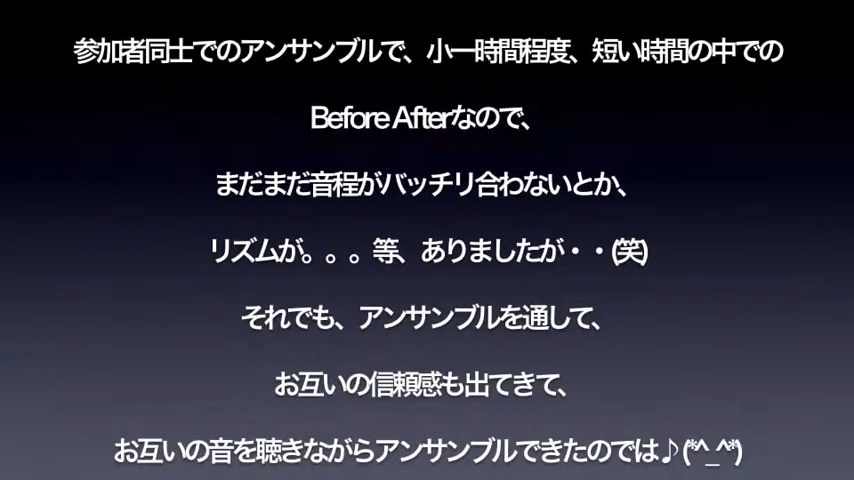 参加者同士でのアンサンブルで、小一時間程度、短い時間の中での
Before Afterなので、
まだまだ音程がバッチリ合わないとか、
リズムが。。。等、ありましたが・・(笑)
それでも、アンサンブルを通して、
お互いの信頼感も出てきて、
お互いの音を聴きながらアンサンブルできたのでは♪(*^_^*)